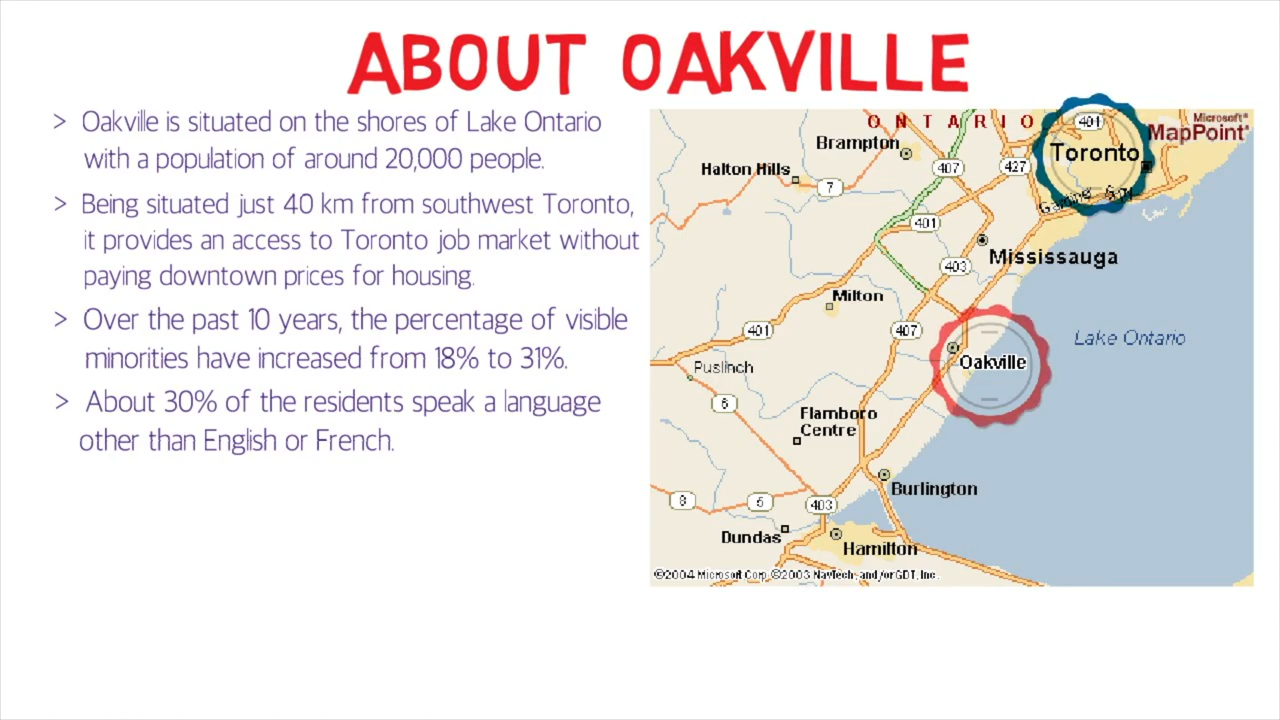 ABOUT OAKVILLE
> Oakville is situated on the shores of Lake Ontario
with a population of around 20,000 people.
> Being situated just 40 km from southwest Toronto,
it provides an access to Toronto job market without
paying downtown prices for housing.
> Over the past 10 years, the percentage of visible
minorities have increased from 18% to 31%.
> About 30% of the residents speak a language
other than English or French.
ONTARIO
401
Microsoft®
MapPoint®
Brampton
Toronto
Halton Hills
407
427
7
401
Mississauga
403
Milton
401
407
Lake Ontario
Oakville
Puslinch
6
Flamboro
Centre
Burlington
8
5
403
Dundas
Hamilton
©2004 Microsoft Corp ©2003 NavTech, and/or GDT, Inc.